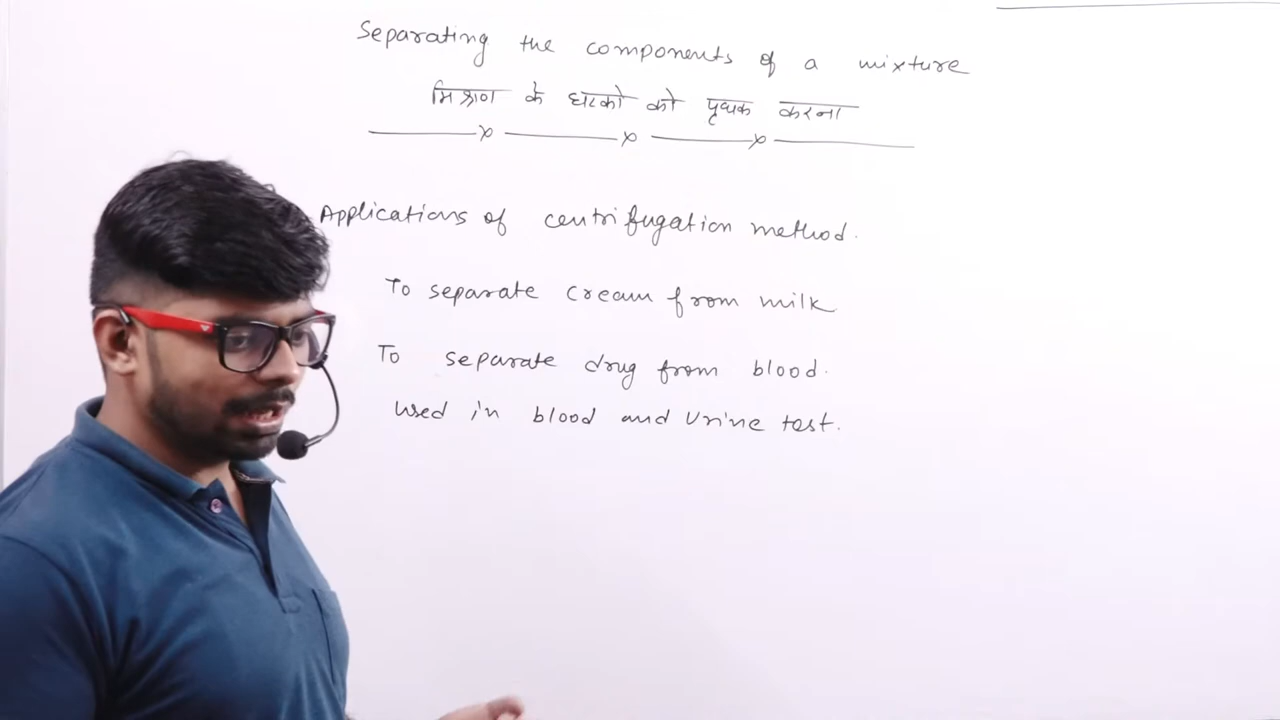 Separating the components of a mixture
मिश्रण के घटको को पृथक करना
Applications of centrifugation method.
To separate cream from milk
To separate drug from blood.
Used in blood and Urine test.